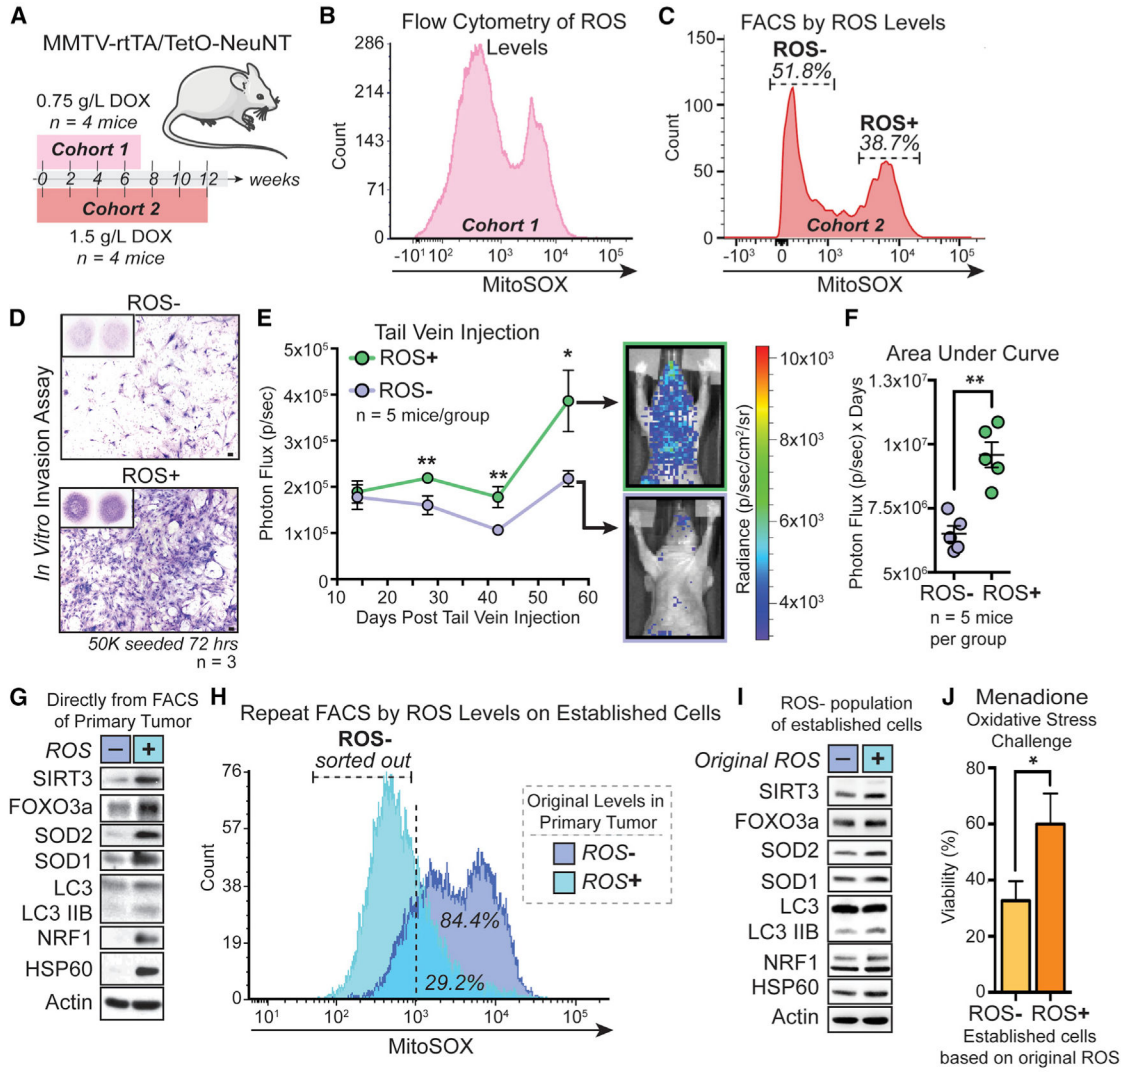 A
MMTV-rtTA/TetO-NeuNT
0.75 g/L DOX
n = 4 mice
Cohort 1
0 2 4 6 8 10 12 weeks
Cohort 2
1.5 g/L DOX
n = 4 mice
B
Flow Cytometry of ROS
Levels
286
214
143
71
0
Count
Cohort 1
-10¹ 10² 10³ 10⁴ 10⁵
MitoSOX
C
FACS by ROS Levels
150
100
50
0
Count
ROS-
51.8%
ROS+
38.7%
Cohort 2
-10³ 0 10³ 10⁴ 10⁵
MitoSOX
D
ROS-
ROS+
In Vitro Invasion Assay
50K seeded 72 hrs
n = 3
E
Tail Vein Injection
ROS+
ROS-
n = 5 mice/group
5x10⁵
4x10⁵
3x10⁵
2x10⁵
1x10⁵
0
Photon Flux (p/sec)
** ** *
10 20 30 40 50 60
Days Post Tail Vein Injection
10x10³
8x10³
6x10³
4x10³
Radiance (p/sec/cm²/sr)
F
Area Under Curve
1.3x10⁷
1x10⁷
7.5x10⁶
5x10⁶
Photon Flux (p/sec) x Days
**
ROS- ROS+
n = 5 mice
per group
G
Directly from FACS
of Primary Tumor
ROS − +
SIRT3
FOXO3a
SOD2
SOD1
LC3
LC3 IIB
NRF1
HSP60
Actin
H
Repeat FACS by ROS Levels on Established Cells
ROS-
sorted out
76
57
38
19
0
Count
84.4%
29.2%
10¹ 10² 10³ 10⁴ 10⁵
MitoSOX
Original Levels in
Primary Tumor
ROS-
ROS+
I
ROS- population
of established cells
Original ROS − +
SIRT3
FOXO3a
SOD2
SOD1
LC3
LC3 IIB
NRF1
HSP60
Actin
J
Menadione
Oxidative Stress
Challenge
80
60
40
20
0
Viability (%)
*
ROS- ROS+
Established cells
based on original ROS